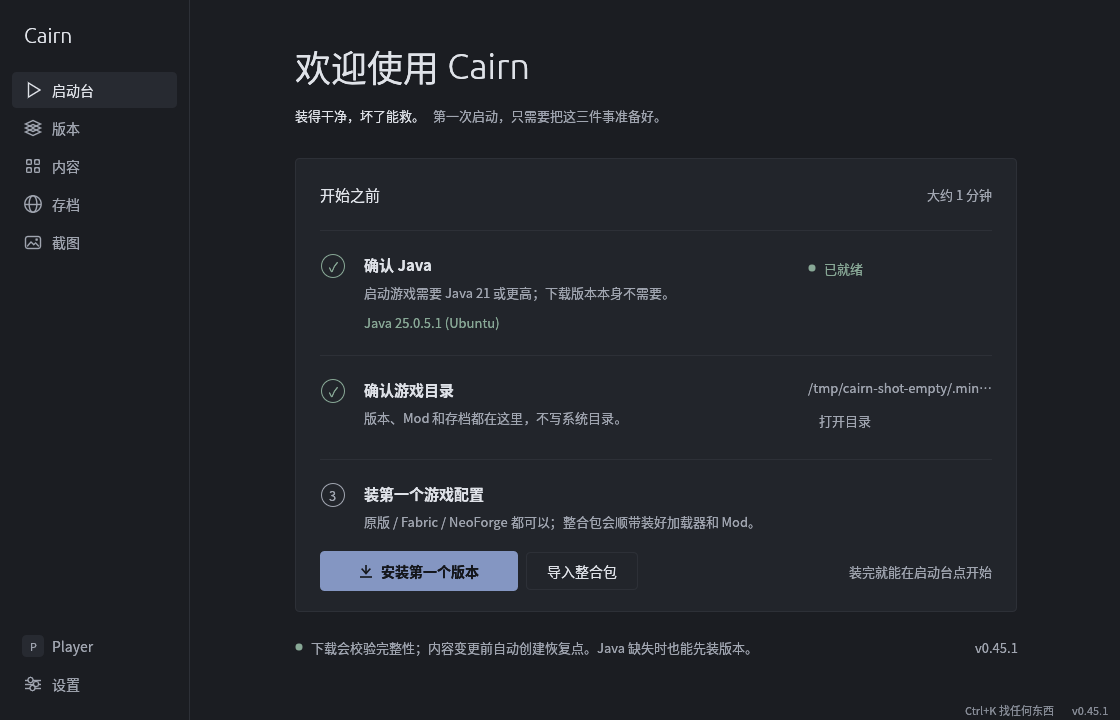 Cairn
启动台
版本
内容
存档
截图
Player
P
设置
欢迎使用 Cairn
装得干净，坏了能救。 第一次启动，只需要把这三件事准备好。
开始之前
大约 1 分钟
确认 Java
已就绪
启动游戏需要 Java 21 或更高；下载版本本身不需要。
Java 25.0.5.1 (Ubuntu)
确认游戏目录
/tmp/cairn-shot-empty/.min…
版本、Mod 和存档都在这里，不写系统目录。
打开目录
3
装第一个游戏配置
原版 / Fabric / NeoForge 都可以；整合包会顺带装好加载器和 Mod。
安装第一个版本
导入整合包
装完就能在启动台点开始
下载会校验完整性；内容变更前自动创建恢复点。Java 缺失时也能先装版本。
v0.45.1
Ctrl+K 找任何东西
v0.45.1